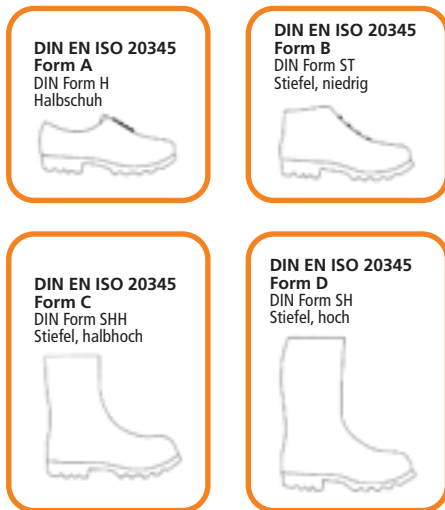 DIN EN ISO 20345
Form A
DIN Form H
Halbschuh
DIN EN ISO 20345
Form B
DIN Form ST
Stiefel, niedrig
DIN EN ISO 20345
Form C
DIN Form SHH
Stiefel, halbhoch
DIN EN ISO 20345
Form D
DIN Form SH
Stiefel, hoch